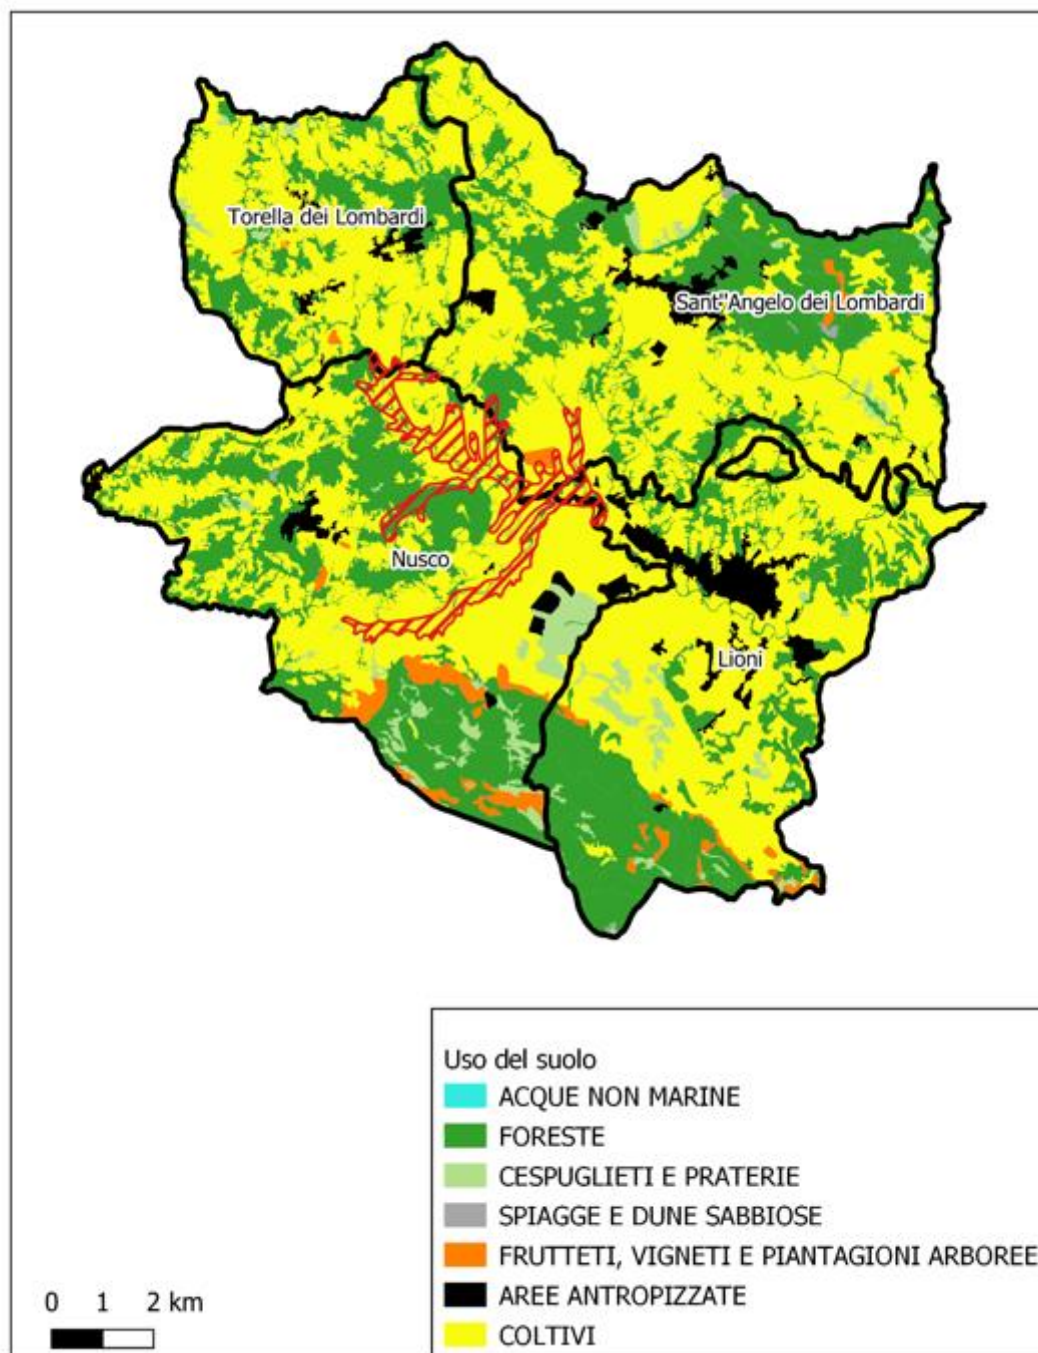 Torella dei Lombardi
Sant"Angelo dei Lombardi
Nusco
Lioni
Uso del suolo
ACQUE NON MARINE
FORESTE
CESPUGLIETI E PRATERIE
SPIAGGE E DUNE SABBIOSE
FRUTTETI, VIGNETI E PIANTAGIONI ARBOREE
AREE ANTROPIZZATE
COLTIVI
0 1 2 km